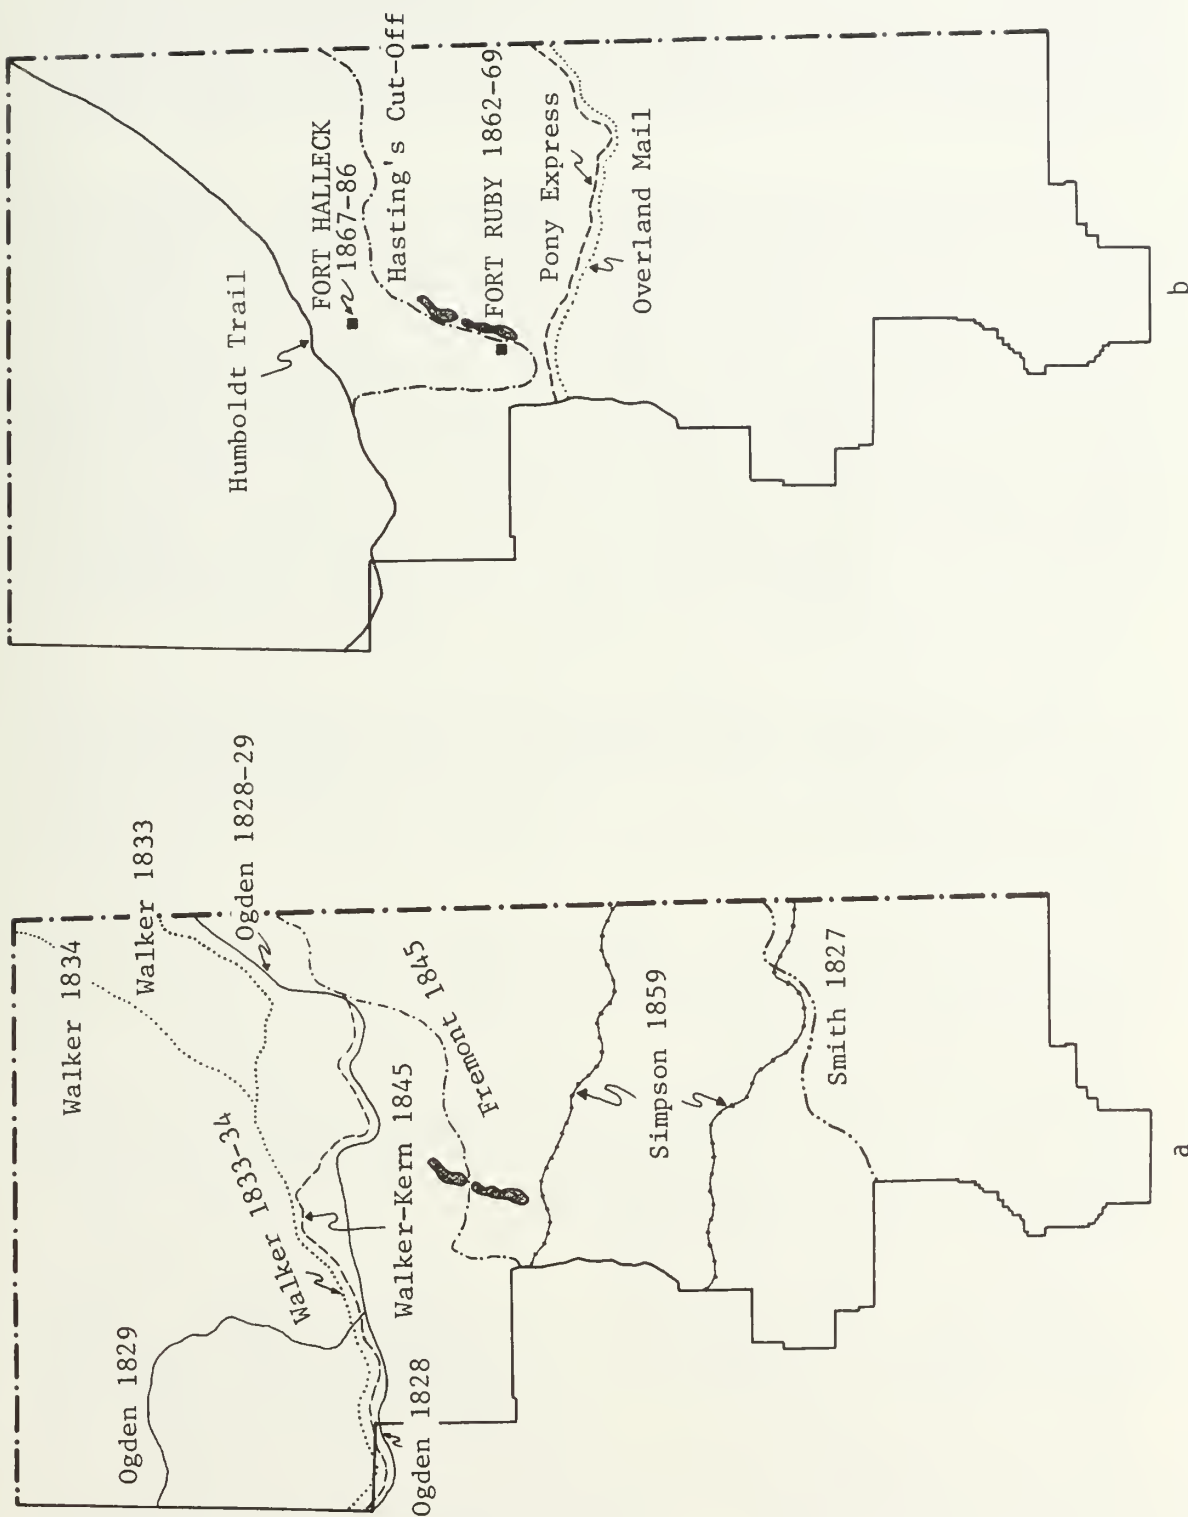 Ogden 1829
Walker 1834
Walker 1833
Ogden 1828-29
Walker 1833-34
Ogden 1828
Walker-Kern 1845
Fremont 1845
Simpson 1859
Smith 1827
a
Humboldt Trail
FORT HALLECK
1867-86
Hasting's Cut-Off
FORT RUBY 1862-69
Pony Express
Overland Mail
b